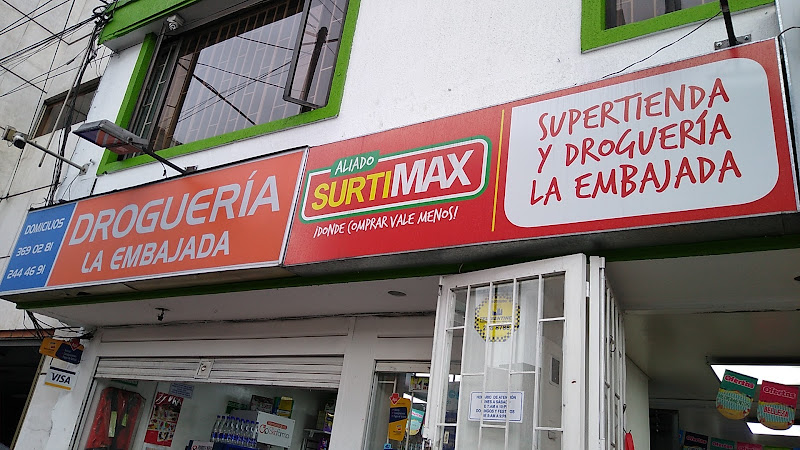 DOMICILIOS
369 02 81
244 46 91
DROGUERÍA
LA EMBAJADA
ALIADO
SURTIMAX
¡DONDE COMPRAR VALE MENOS!
SUPERTIENDA
Y DROGUERÍA
LA EMBAJADA
VISA
Ofertas
Ofertas